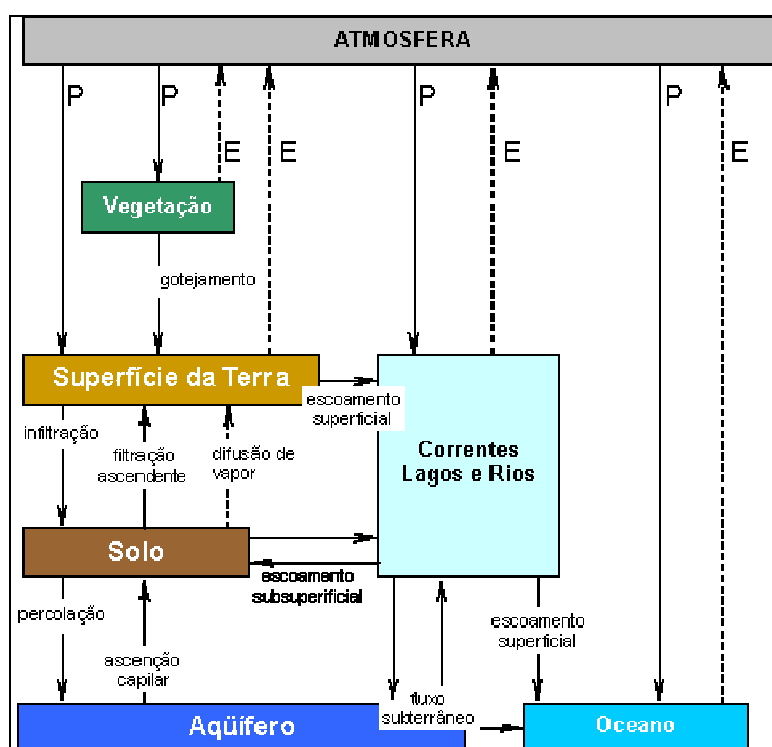 ATMOSFERA
P
P
E
E
P
E
P
E
Vegetação
gotejamento
Superfície da Terra
escoamento
superficial
infiltração
filtração
ascendente
difusão de
vapor
Correntes
Lagos e Rios
Solo
escoamento
subsuperificial
percolação
ascenção
capilar
escoamento
superficial
fluxo
subterrâneo
Aqüífero
Oceano